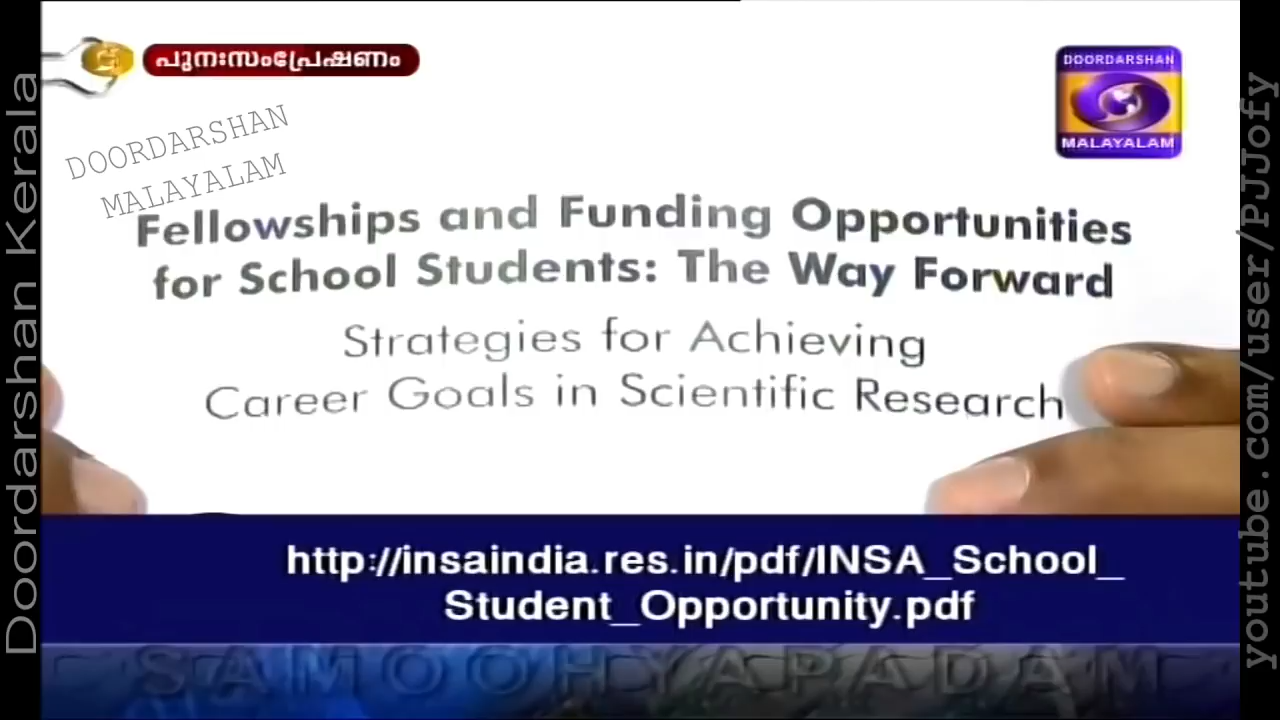 പുനഃസംപ്രേഷണം
DOORDARSHAN
MALAYALAM
DOORDARSHAN
MALAYALAM
Fellowships and Funding Opportunities
for School Students: The Way Forward
Strategies for Achieving
Career Goals in Scientific Research
http://insaindia.res.in/pdf/INSA_School_
Student_Opportunity.pdf
SAMOOHYAPADAM
Doordarshan Kerala
youtube.com/user/PJJofy